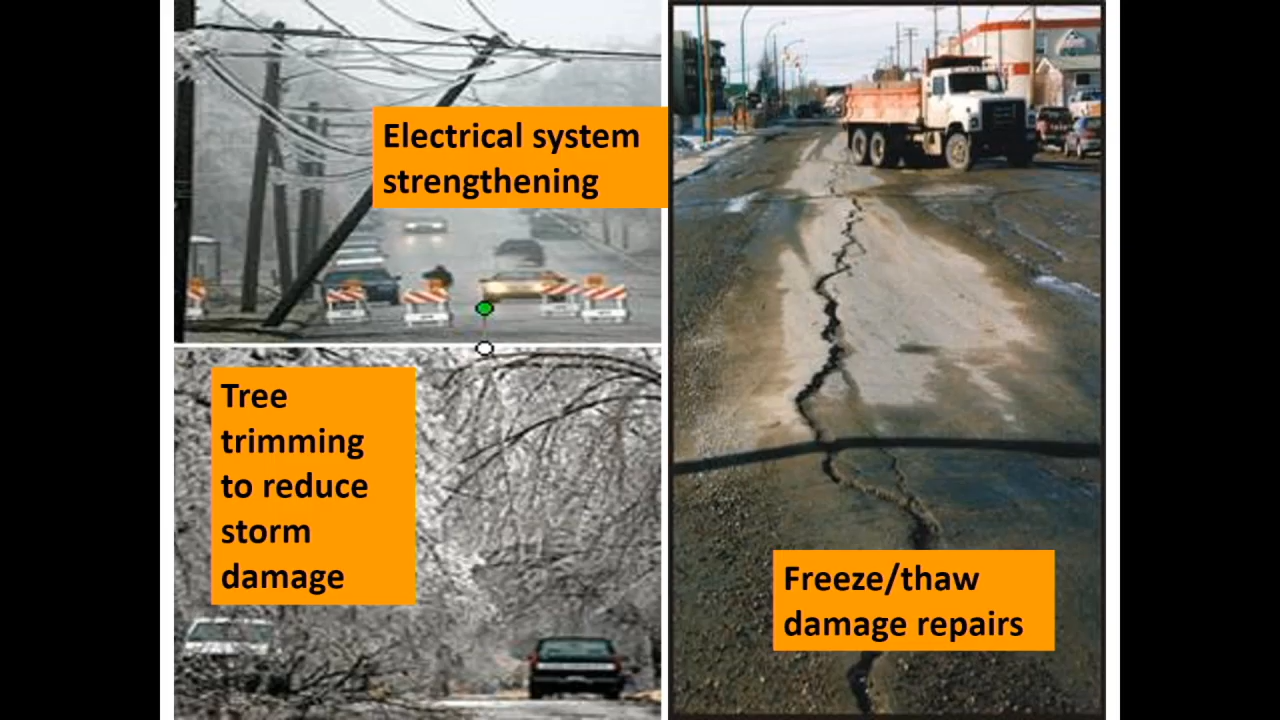 Electrical system
strengthening
Tree
trimming
to reduce
storm
damage
Freeze/thaw
damage repairs